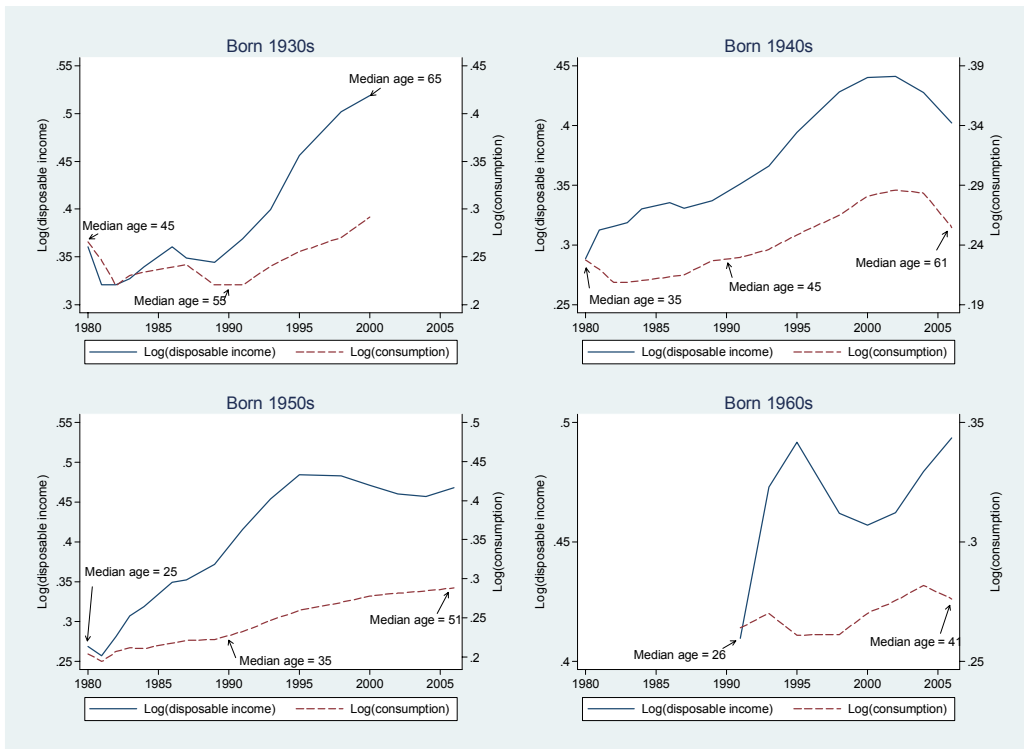 Born 1930s
.55
.5
.45
.4
.35
.3
Log(disposable income)
.45
.4
.35
.3
.25
.2
Log(consumption)
Median age = 65
Median age = 45
Median age = 55
1980 1985 1990 1995 2000 2005
Log(disposable income) Log(consumption)
Born 1940s
.45
.4
.35
.3
.25
Log(disposable income)
.39
.34
.29
.24
.19
Log(consumption)
Median age = 61
Median age = 35
Median age = 45
1980 1985 1990 1995 2000 2005
Log(disposable income) Log(consumption)
Born 1950s
.55
.5
.45
.4
.35
.3
.25
Log(disposable income)
.5
.45
.4
.35
.3
.25
.2
Log(consumption)
Median age = 25
Median age = 51
Median age = 35
1980 1985 1990 1995 2000 2005
Log(disposable income) Log(consumption)
Born 1960s
.5
.45
.4
Log(disposable income)
.35
.3
.25
Log(consumption)
Median age = 26
Median age = 41
1980 1985 1990 1995 2000 2005
Log(disposable income) Log(consumption)